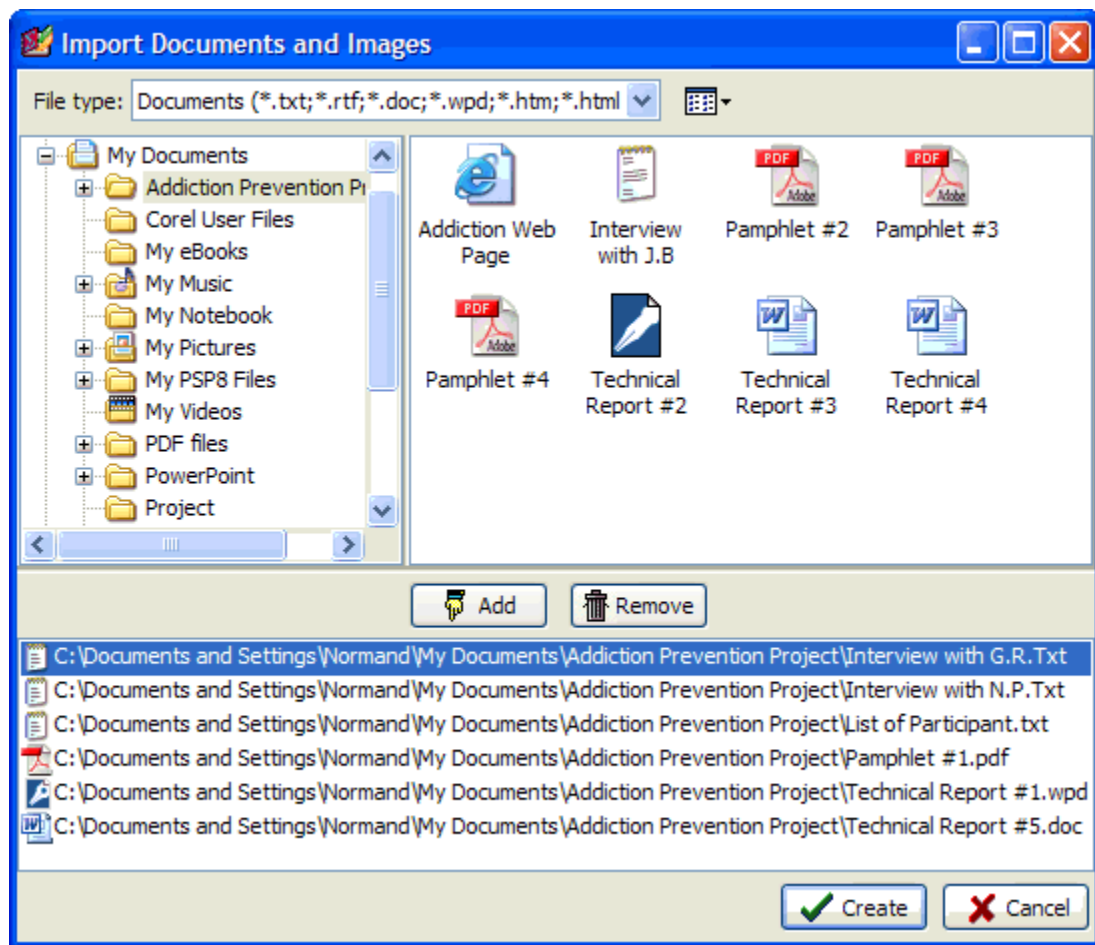 Import Documents and Images
File type: Documents (*.txt;*.rtf;*.doc;*.wpd;*.htm;*.html
My Documents
Addiction Prevention Pr
Corel User Files
My eBooks
My Music
My Notebook
My Pictures
My PSP8 Files
My Videos
PDF files
PowerPoint
Project
PDF PDF
Adobe Adobe
Addiction Web Interview Pamphlet #2 Pamphlet #3
Page with J.B
PDF W W
Adobe
Pamphlet #4 Technical Technical Technical
Report #2 Report #3 Report #4
Add Remove
C:\Documents and Settings\Normand\My Documents\Addiction Prevention Project\Interview with G.R.Txt
C:\Documents and Settings\Normand\My Documents\Addiction Prevention Project\Interview with N.P.Txt
C:\Documents and Settings\Normand\My Documents\Addiction Prevention Project\List of Participant.txt
C:\Documents and Settings\Normand\My Documents\Addiction Prevention Project\Pamphlet #1.pdf
C:\Documents and Settings\Normand\My Documents\Addiction Prevention Project\Technical Report #1.wpd
W C:\Documents and Settings\Normand\My Documents\Addiction Prevention Project\Technical Report #5.doc
Create Cancel